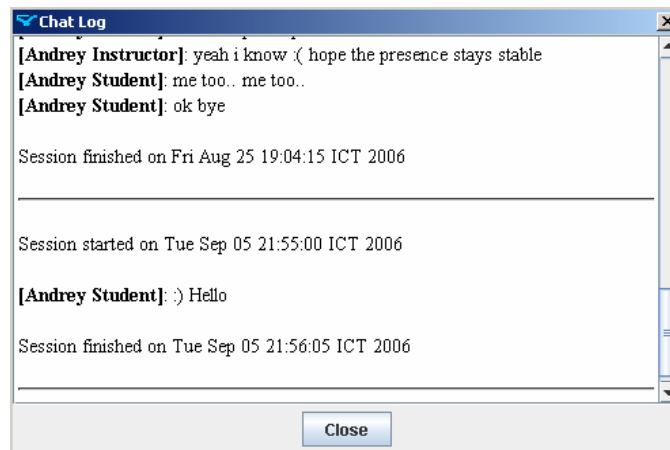 Chat Log
[Andrey Instructor]: yeah i know :( hope the presence stays stable
[Andrey Student]: me too.. me too..
[Andrey Student]: ok bye
Session finished on Fri Aug 25 19:04:15 ICT 2006
Session started on Tue Sep 05 21:55:00 ICT 2006
[Andrey Student]: :) Hello
Session finished on Tue Sep 05 21:56:05 ICT 2006
Close